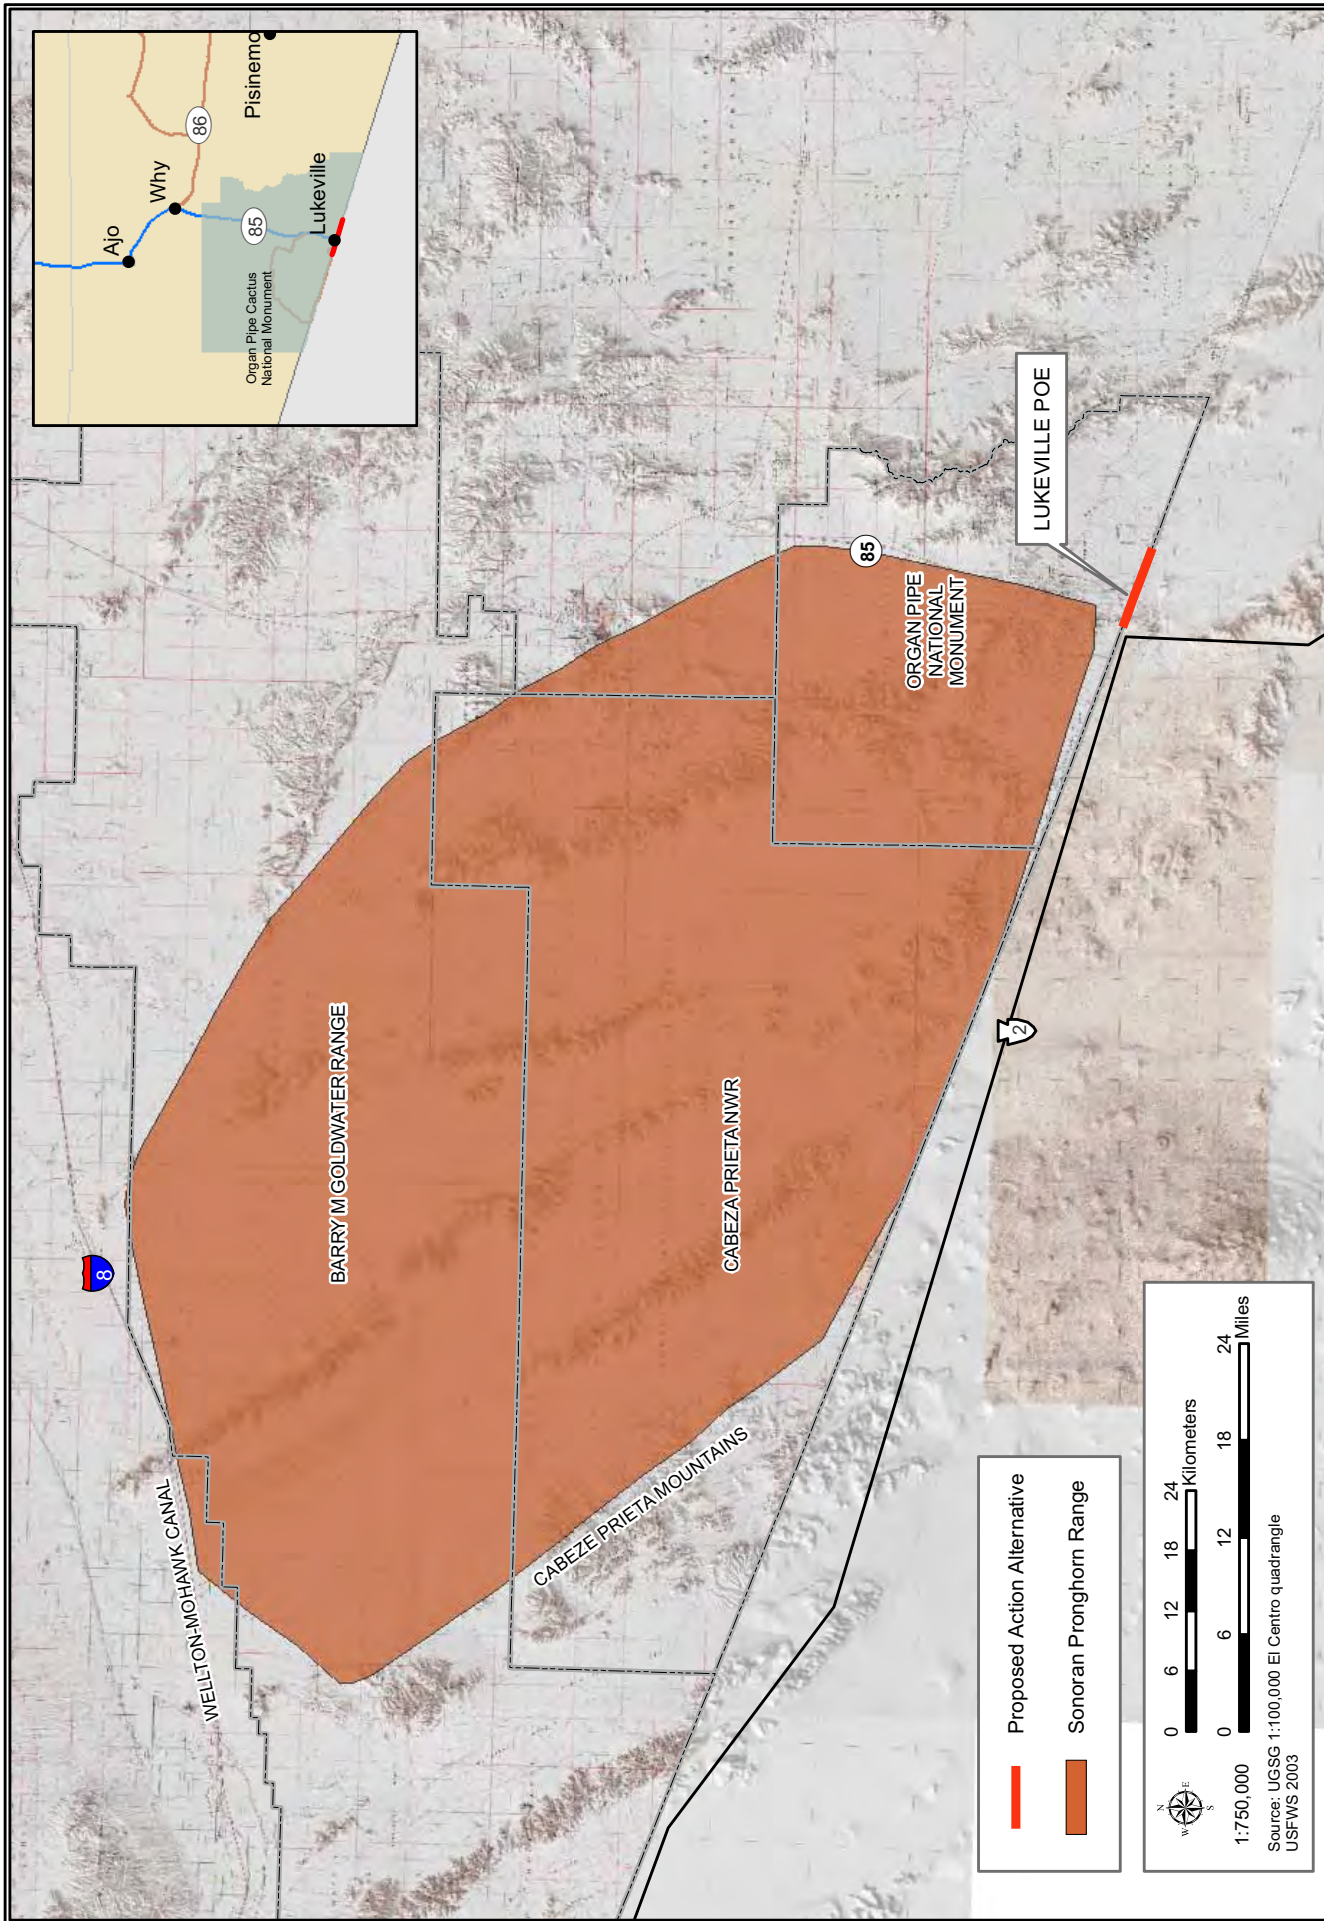 Ajo
Why
Pisinemo
86
85
Lukeville
Organ Pipe Cactus
National Monument
8
WELLTON-MOHAWK CANAL
BARRY M GOLDWATER RANGE
CABEZA PRIETA NWR
CABEZE PRIETA MOUNTAINS
85
ORGAN PIPE
NATIONAL
MONUMENT
LUKEVILLE POE
2
Proposed Action Alternative
Sonoran Pronghorn Range
N
W
E
S
0 6 12 18 24
Kilometers
0 6 12 18 24
Miles
1:750,000
Source: UGSG 1:100,000 El Centro quadrangle
USFWS 2003